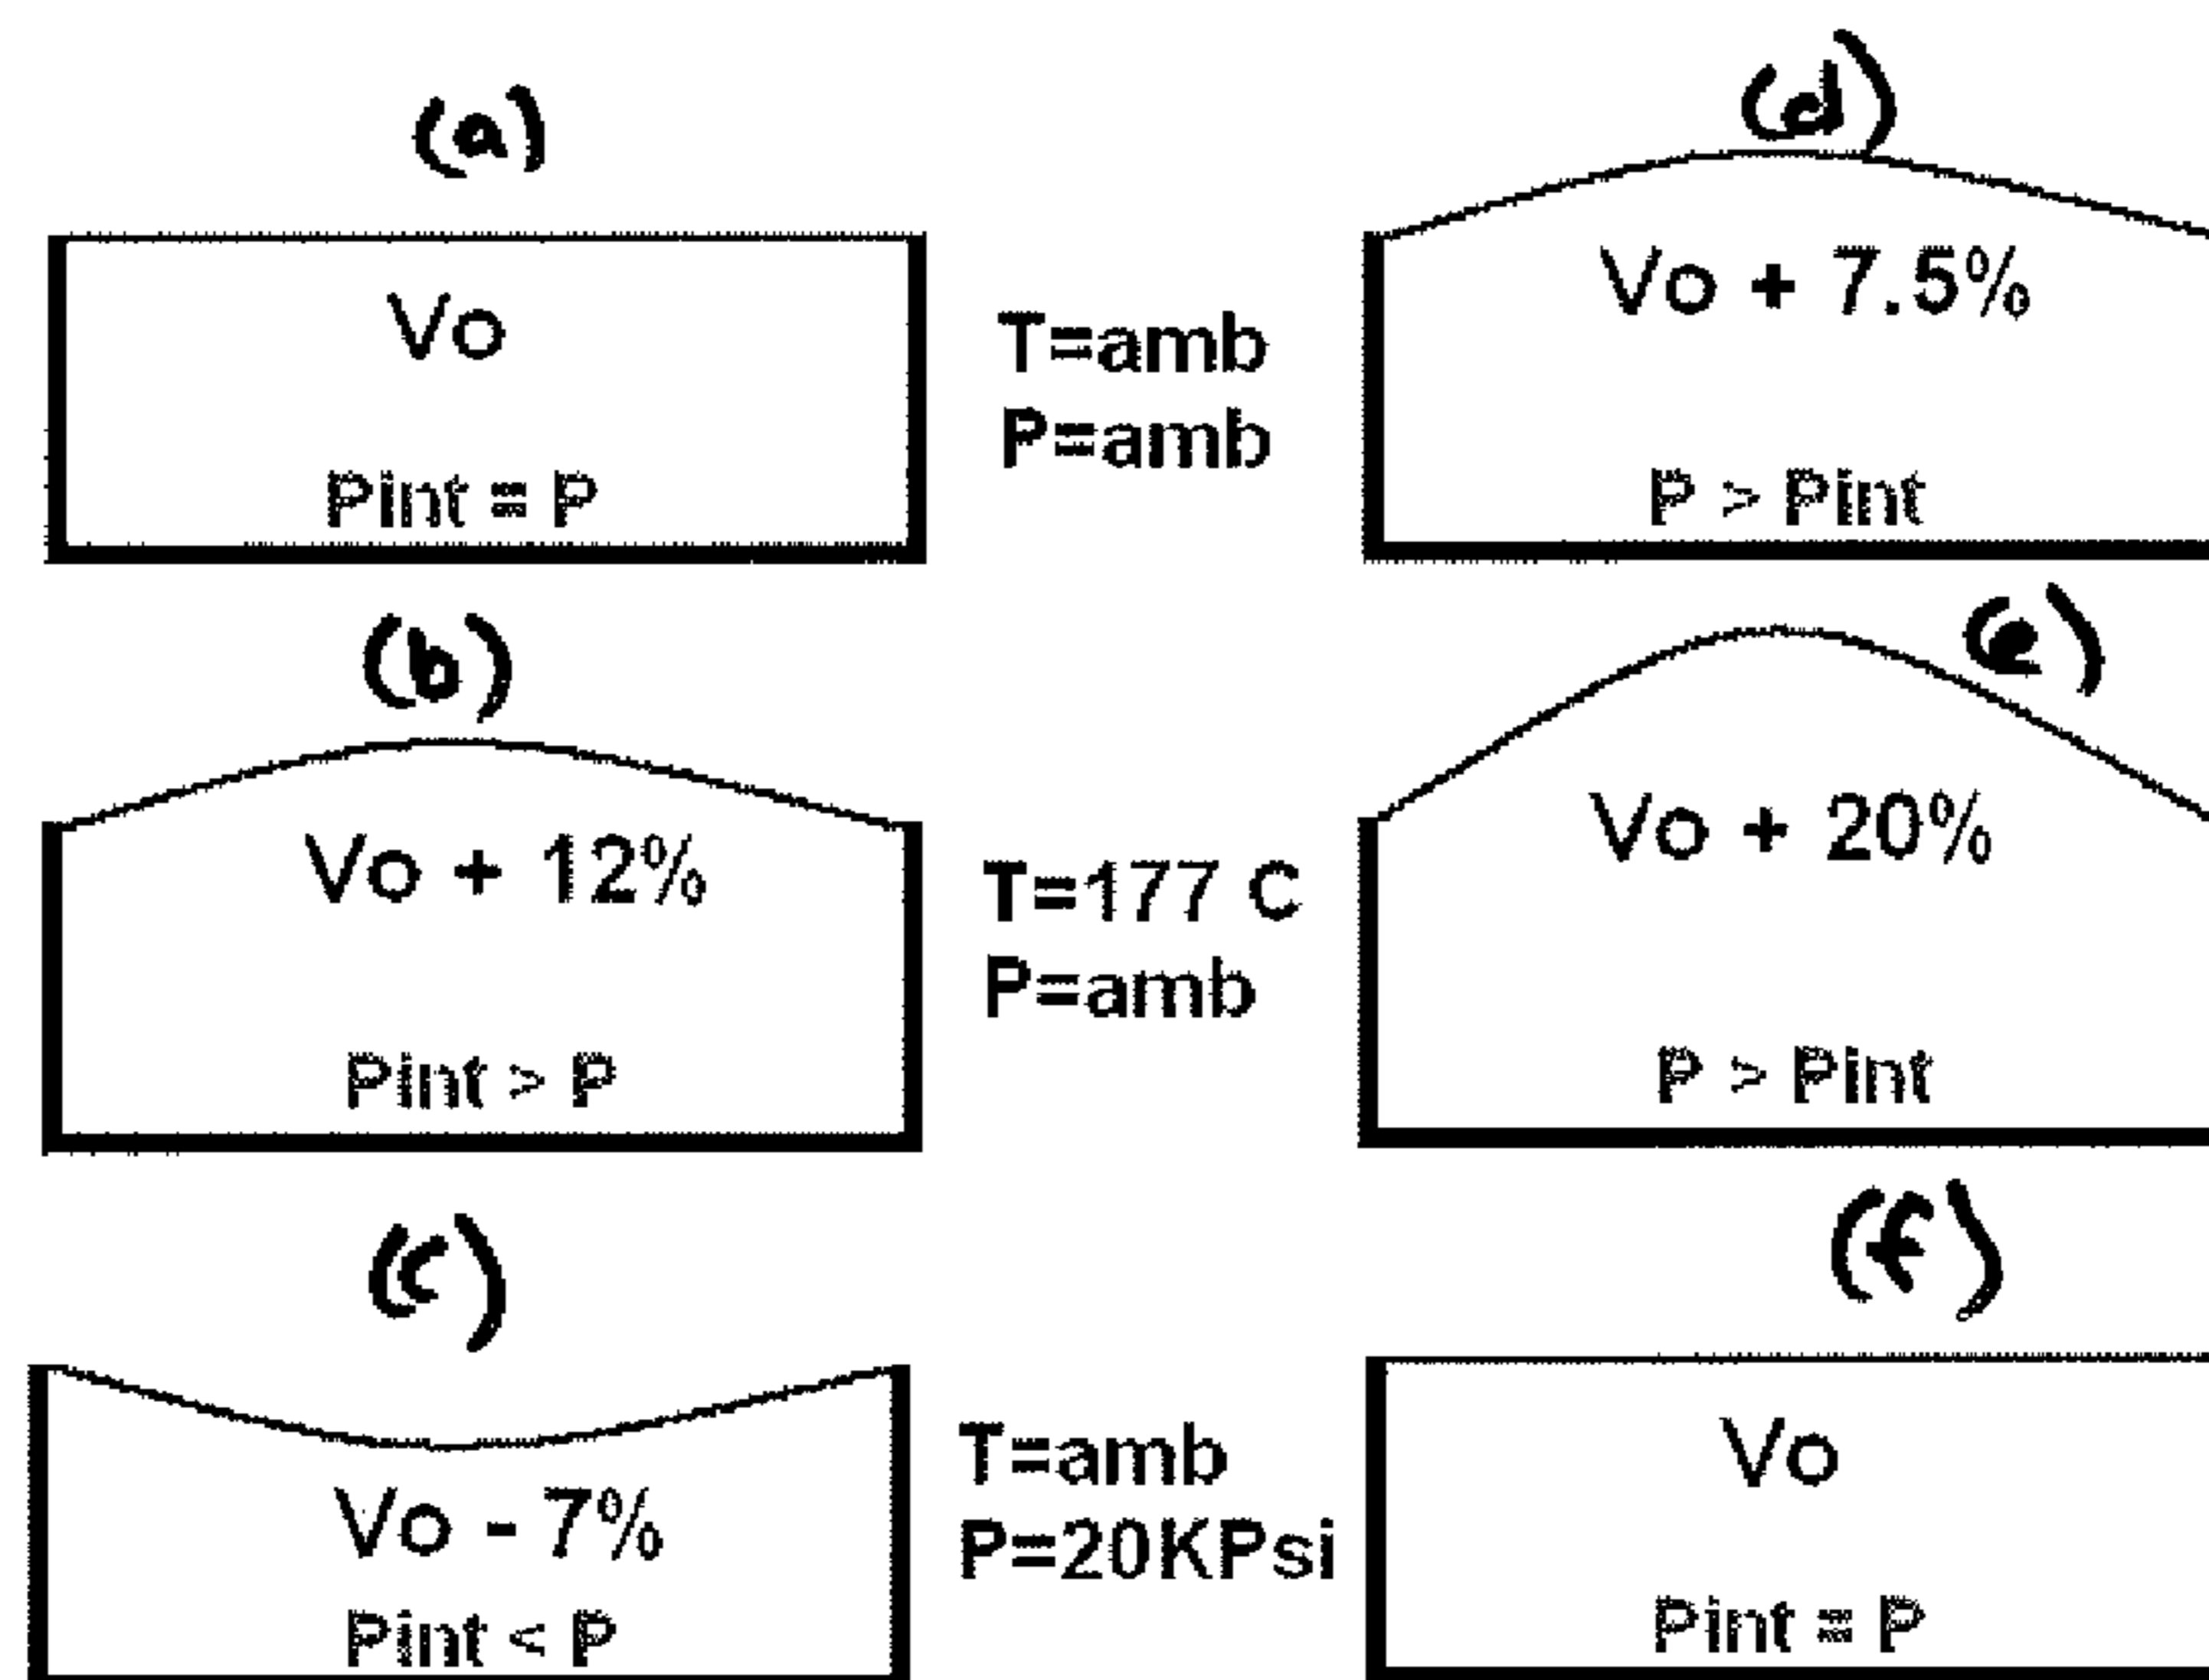 (a)
Vo
Pint = P
T=amb
P=amb
(d)
Vo + 7.5%
P > Pint
(b)
Vo + 12%
Pint > P
T=177 C
P=amb
(e)
Vo + 20%
P > Pint
(c)
Vo - 7%
Pint < P
T=amb
P=20KPsi
(f)
Vo
Pint = P